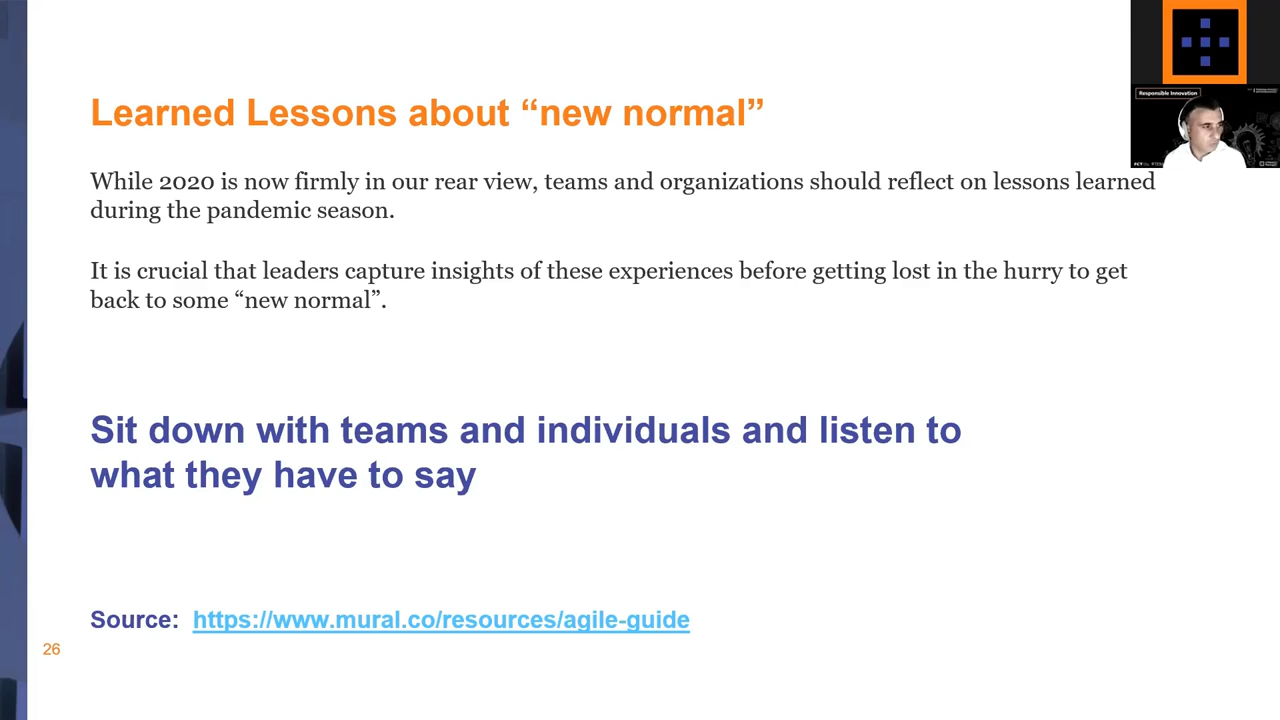 Learned Lessons about “new normal”
Responsible Innovation
While 2020 is now firmly in our rear view, teams and organizations should reflect on lessons learned
during the pandemic season.
It is crucial that leaders capture insights of these experiences before getting lost in the hurry to get
back to some “new normal”.
Sit down with teams and individuals and listen to
what they have to say
Source: https://www.mural.co/resources/agile-guide
26